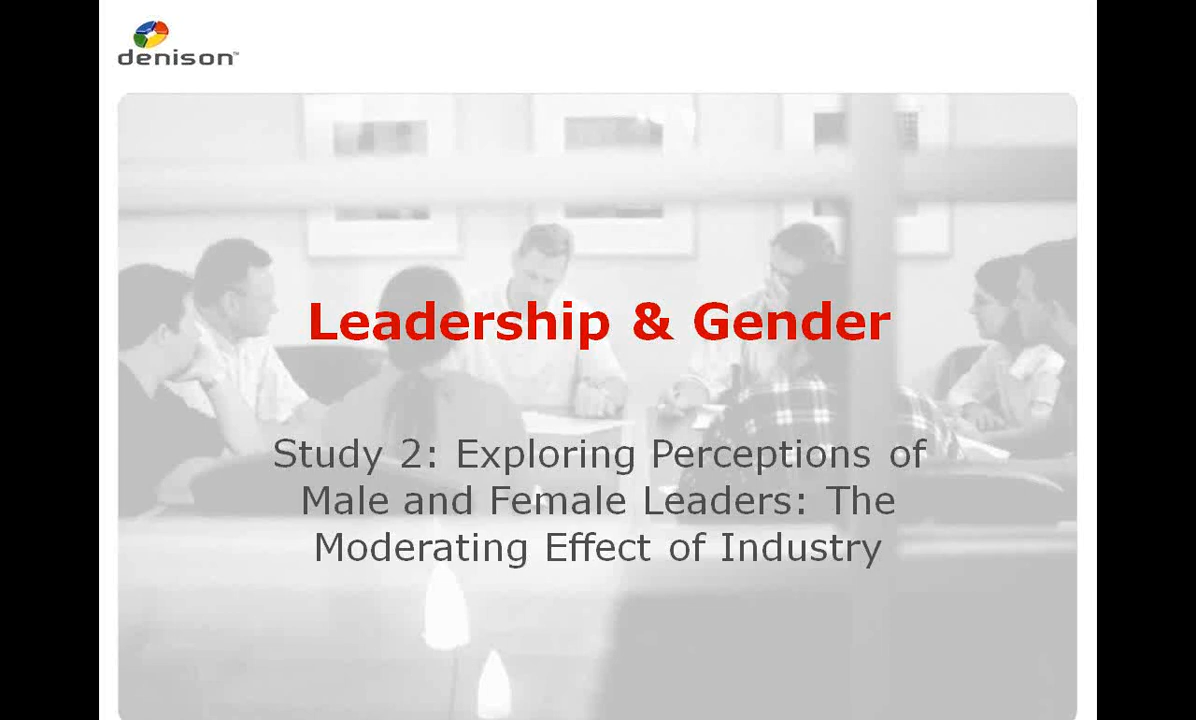 denison™
Leadership & Gender
Study 2: Exploring Perceptions of
Male and Female Leaders: The
Moderating Effect of Industry